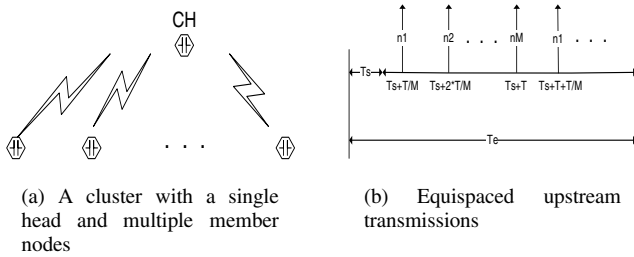 CH
. . .
(a) A cluster with a single
head and multiple member
nodes
n1 n2 . . . nM n1 . . .
Ts
Ts+T/M Ts+2*T/M Ts+T Ts+T+T/M
Te
(b) Equispaced upstream
transmissions